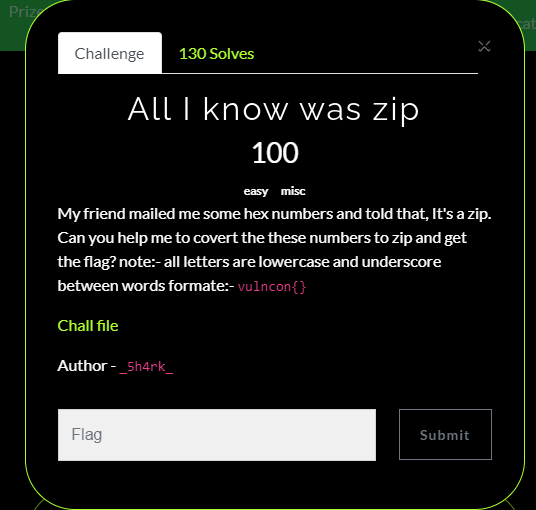 Challenge
130 Solves
All I know was zip
100
easy misc
My friend mailed me some hex numbers and told that, It's a zip.
Can you help me to covert the these numbers to zip and get
the flag? note:- all letters are lowercase and underscore
between words formate:- vulncon{}
Chall file
Author - _5h4rk_
Flag
Submit